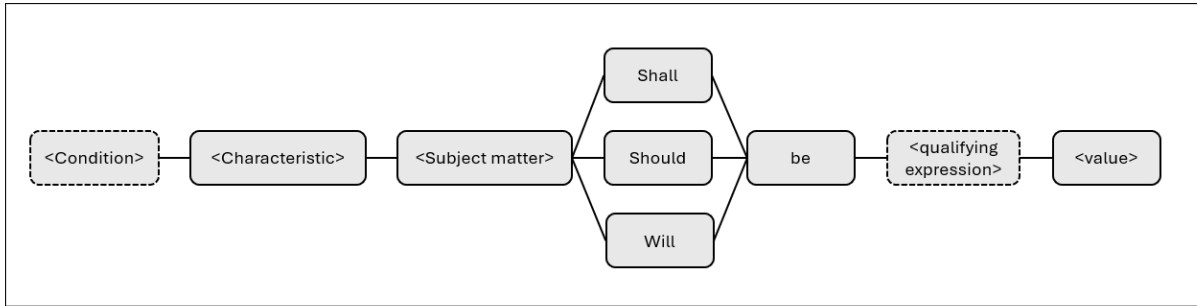 <Condition>
<Characteristic>
<Subject matter>
Shall
Should
Will
be
<qualifying
expression>
<value>